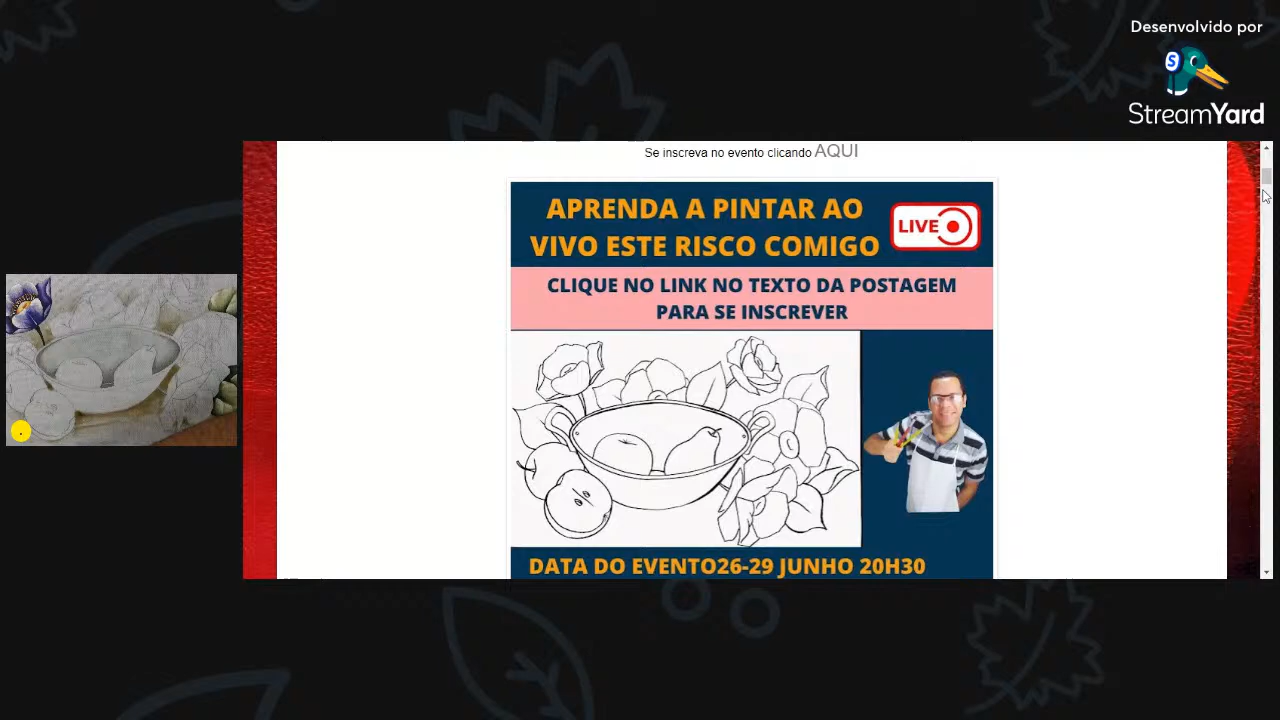 Desenvolvido por
S
StreamYard
Se inscreva no evento clicando AQUI
APRENDA A PINTAR AO
VIVO ESTE RISCO COMIGO
LIVE
CLIQUE NO LINK NO TEXTO DA POSTAGEM
PARA SE INSCREVER
DATA DO EVENTO26-29 JUNHO 20H30